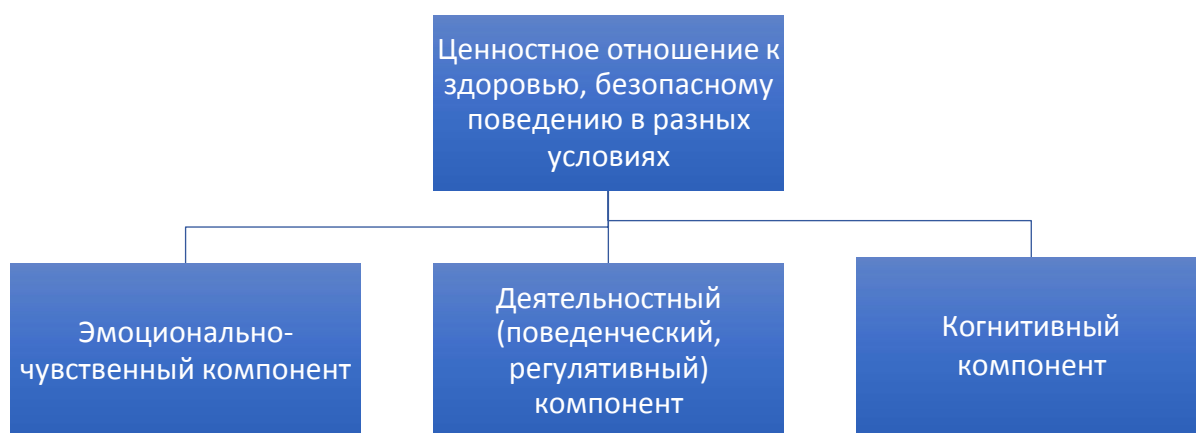 Ценностное отношение к
здоровью, безопасному
поведению в разных
условиях
Эмоционально-
чувственный компонент
Деятельностный
(поведенческий,
регулятивный)
компонент
Когнитивный
компонент